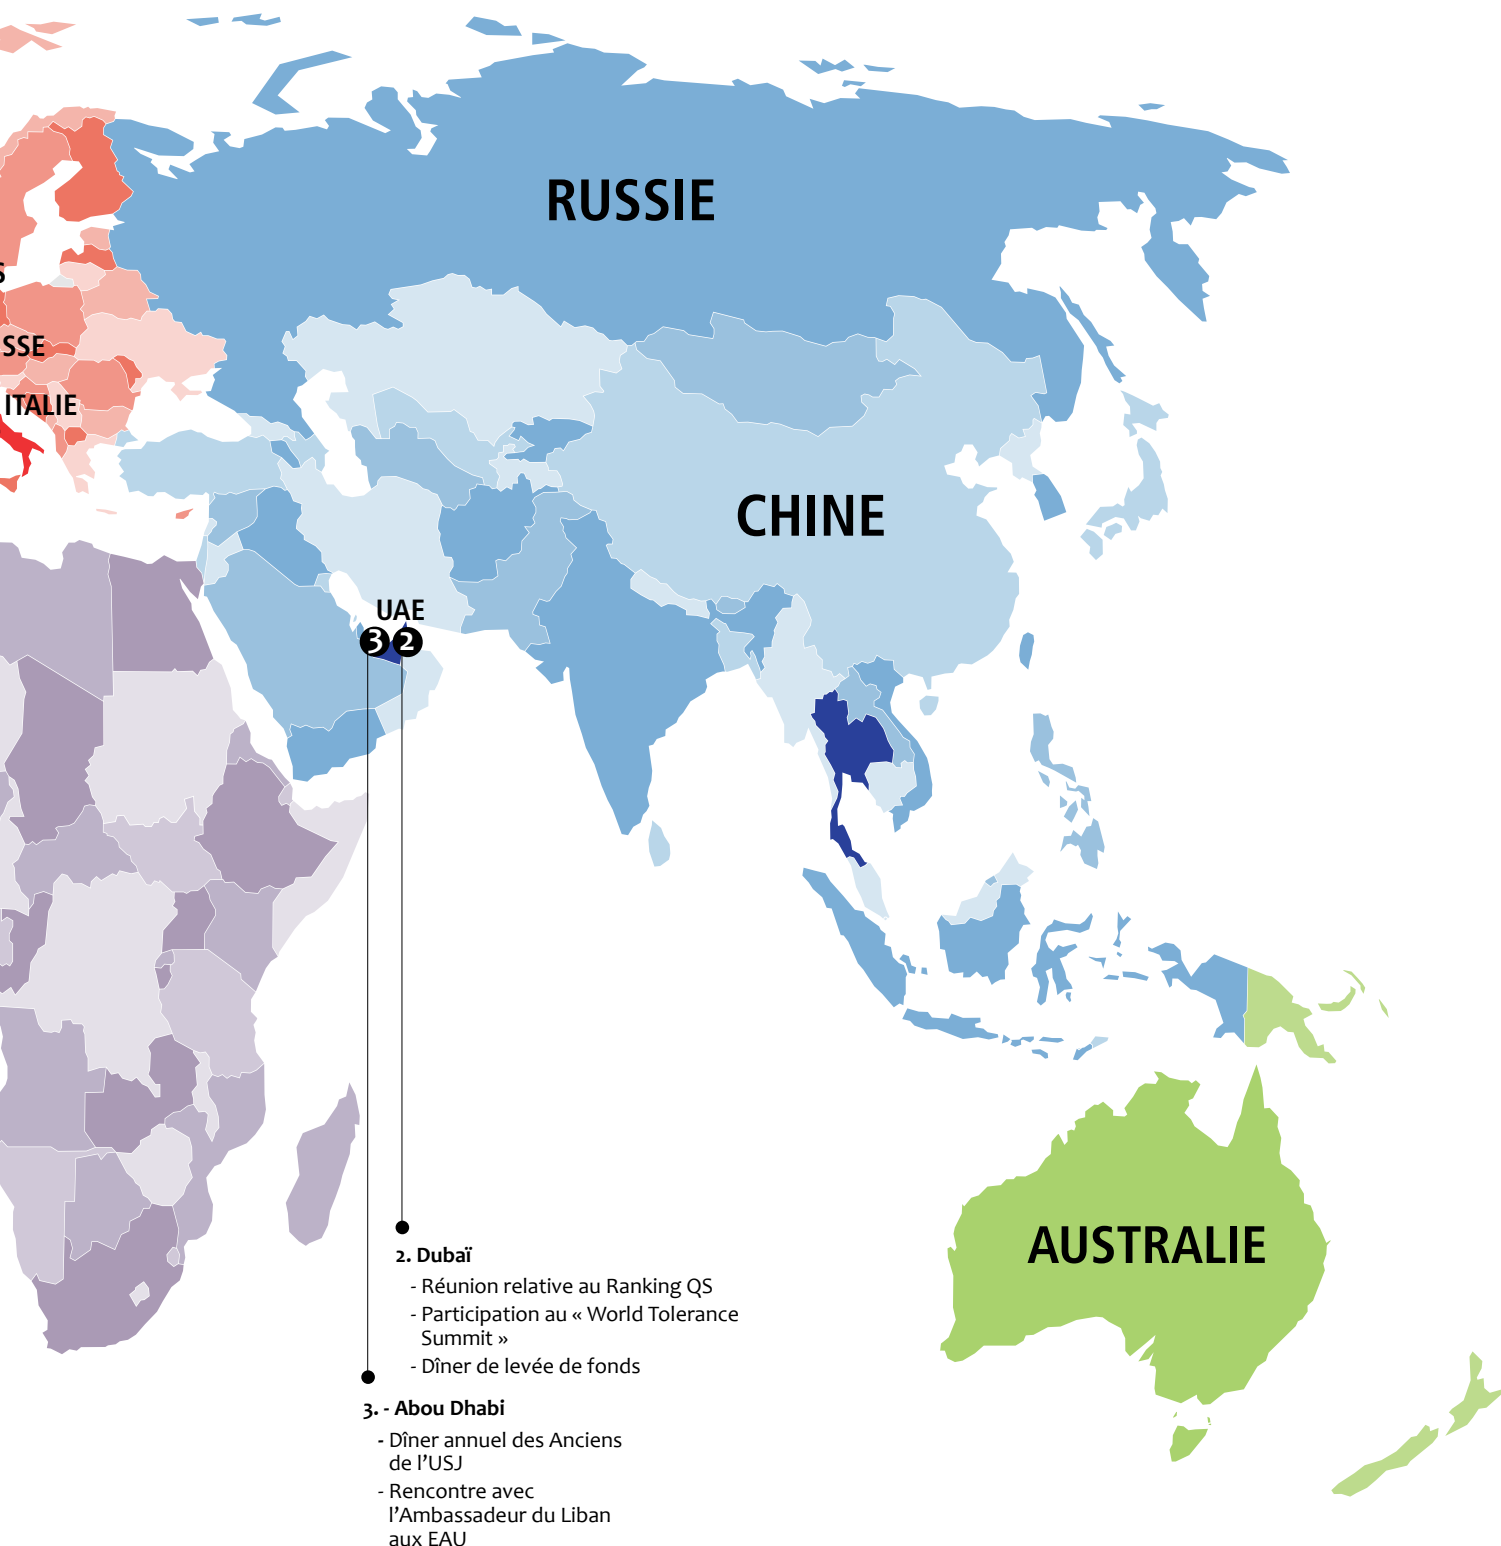 RUSSIE
S
SSE
ITALIE
CHINE
UAE
3 2
AUSTRALIE
2. Dubaï
- Réunion relative au Ranking QS
- Participation au « World Tolerance
Summit »
- Dîner de levée de fonds
3. - Abou Dhabi
- Dîner annuel des Anciens
de l’USJ
- Rencontre avec
l’Ambassadeur du Liban
aux EAU